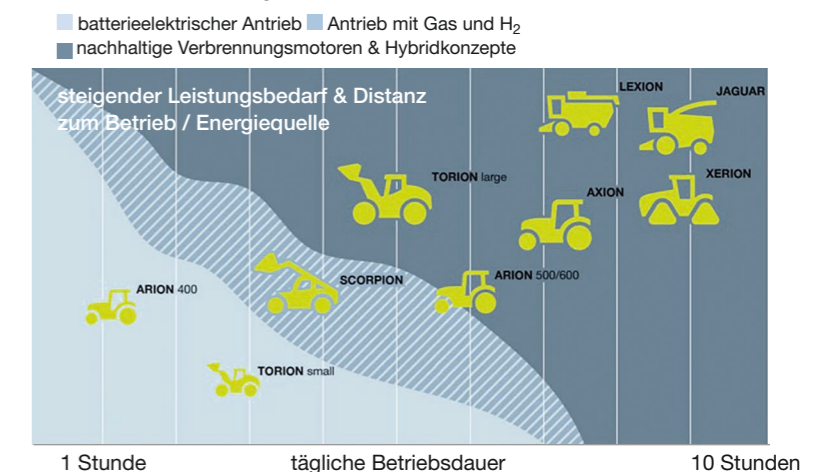 batterieelektrischer Antrieb Antrieb mit Gas und H₂
nachhaltige Verbrennungsmotoren & Hybridkonzepte
steigender Leistungsbedarf & Distanz
zum Betrieb / Energiequelle
LEXION
JAGUAR
TORION large
XERION
AXION
SCORPION
ARION 500/600
ARION 400
TORION small
1 Stunde tägliche Betriebsdauer 10 Stunden